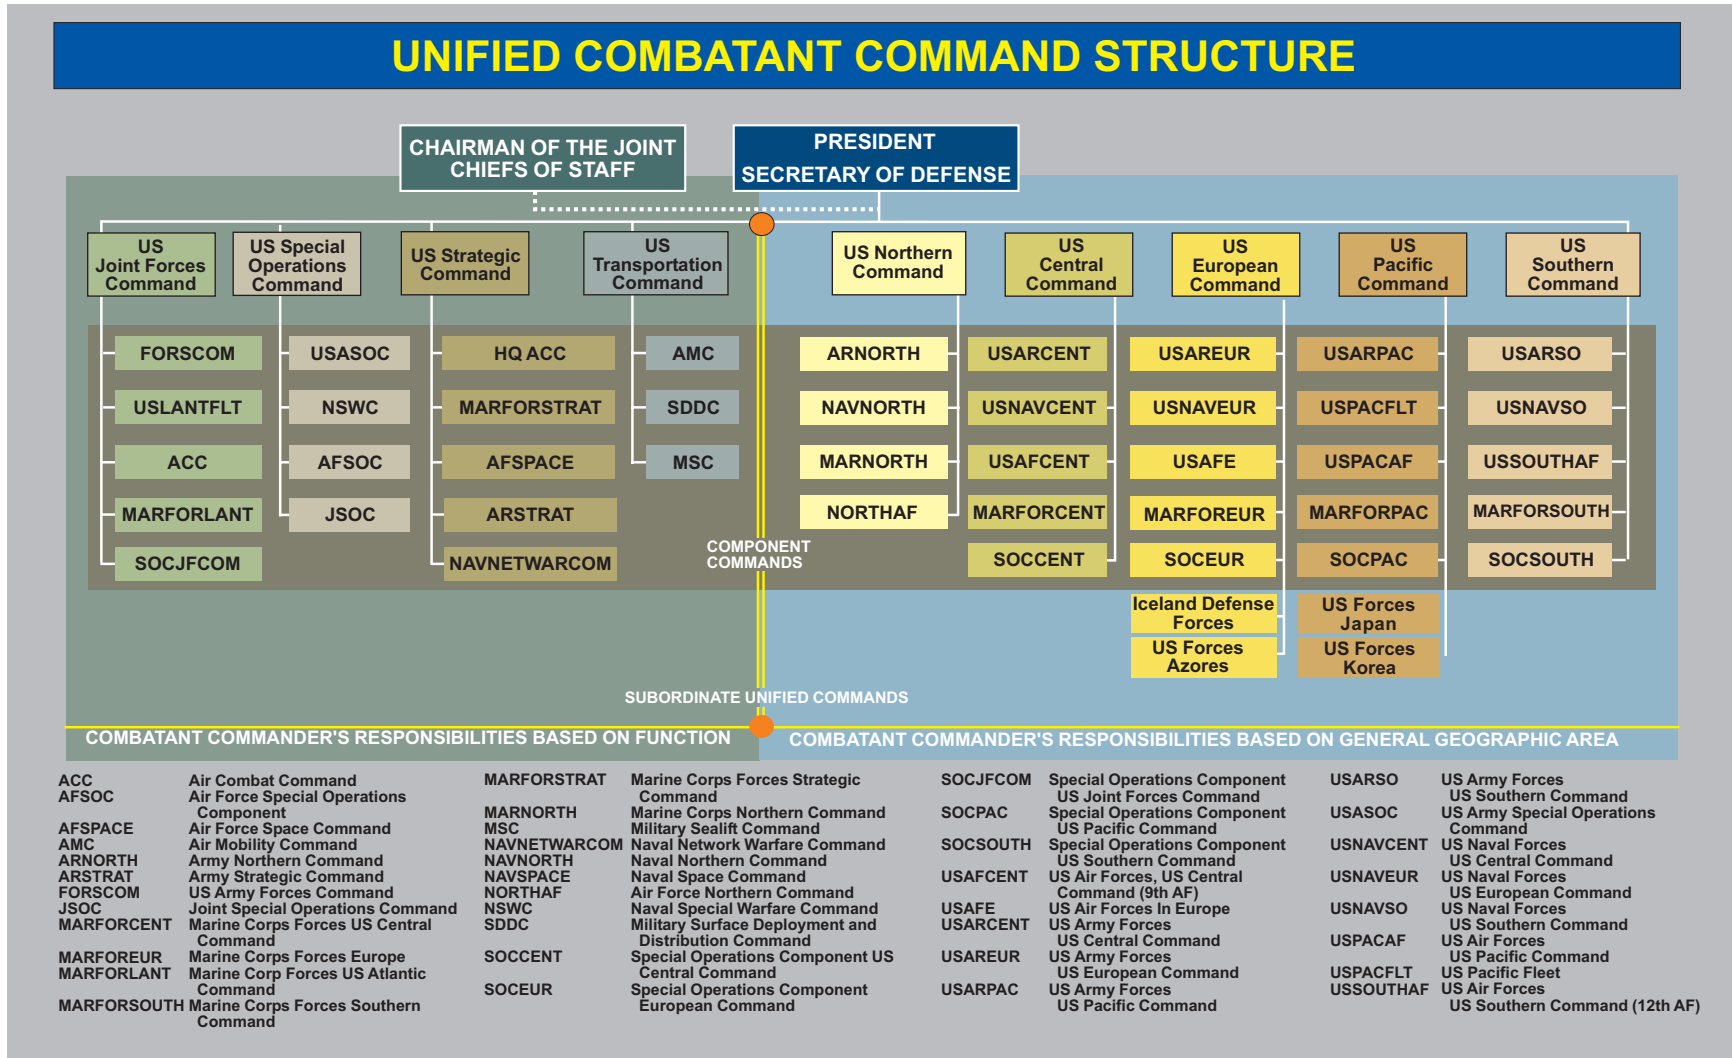 UNIFIED COMBATANT COMMAND STRUCTURE
CHAIRMAN OF THE JOINT
CHIEFS OF STAFF
PRESIDENT
SECRETARY OF DEFENSE
US
Joint Forces
Command
US Special
Operations
Command
US Strategic
Command
US
Transportation
Command
US Northern
Command
US
Central
Command
US
European
Command
US
Pacific
Command
US
Southern
Command
FORSCOM
USLANTFLT
ACC
MARFORLANT
SOCJFCOM
USASOC
NSWC
AFSOC
JSOC
HQ ACC
MARFORSTRAT
AFSPACE
ARSTRAT
NAVNETWARCOM
AMC
SDDC
MSC
ARNORTH
NAVNORTH
MARNORTH
NORTHAF
USARCENT
USNAVCENT
USAFCENT
MARFORCENT
SOCCENT
USAREUR
USNAVEUR
USAFE
MARFOREUR
SOCEUR
Iceland Defense
Forces
US Forces
Azores
USARPAC
USPACFLT
USPACAF
MARFORPAC
SOCPAC
US Forces
Japan
US Forces
Korea
USARSO
USNAVSO
USSOUTHAF
MARFORSOUTH
SOCSOUTH
COMPONENT
COMMANDS
SUBORDINATE UNIFIED COMMANDS
COMBATANT COMMANDER'S RESPONSIBILITIES BASED ON FUNCTION
COMBATANT COMMANDER'S RESPONSIBILITIES BASED ON GENERAL GEOGRAPHIC AREA
ACC Air Combat Command
AFSOC Air Force Special Operations
Component
AFSPACE Air Force Space Command
AMC Air Mobility Command
ARNORTH Army Northern Command
ARSTRAT Army Strategic Command
FORSCOM US Army Forces Command
JSOC Joint Special Operations Command
MARFORCENT Marine Corps Forces US Central
Command
MARFOREUR Marine Corps Forces Europe
MARFORLANT Marine Corp Forces US Atlantic
Command
MARFORSOUTH Marine Corps Forces Southern
Command
MARFORSTRAT Marine Corps Forces Strategic
Command
MARNORTH Marine Corps Northern Command
MSC Military Sealift Command
NAVNETWARCOM Naval Network Warfare Command
NAVNORTH Naval Northern Command
NAVSPACE Naval Space Command
NORTHAF Air Force Northern Command
NSWC Naval Special Warfare Command
SDDC Military Surface Deployment and
Distribution Command
SOCCENT Special Operations Component US
Central Command
SOCEUR Special Operations Component
European Command
SOCJFCOM Special Operations Component
US Joint Forces Command
SOCPAC Special Operations Component
US Pacific Command
SOCSOUTH Special Operations Component
US Southern Command
USAFCENT US Air Forces, US Central
Command (9th AF)
USAFE US Air Forces In Europe
USARCENT US Army Forces
US Central Command
USAREUR US Army Forces
US European Command
USARPAC US Army Forces
US Pacific Command
USARSO US Army Forces
US Southern Command
USASOC US Army Special Operations
Command
USNAVCENT US Naval Forces
US Central Command
USNAVEUR US Naval Forces
US European Command
USNAVSO US Naval Forces
US Southern Command
USPACAF US Air Forces
US Pacific Command
USPACFLT US Pacific Fleet
USSOUTHAF US Air Forces
US Southern Command (12th AF)